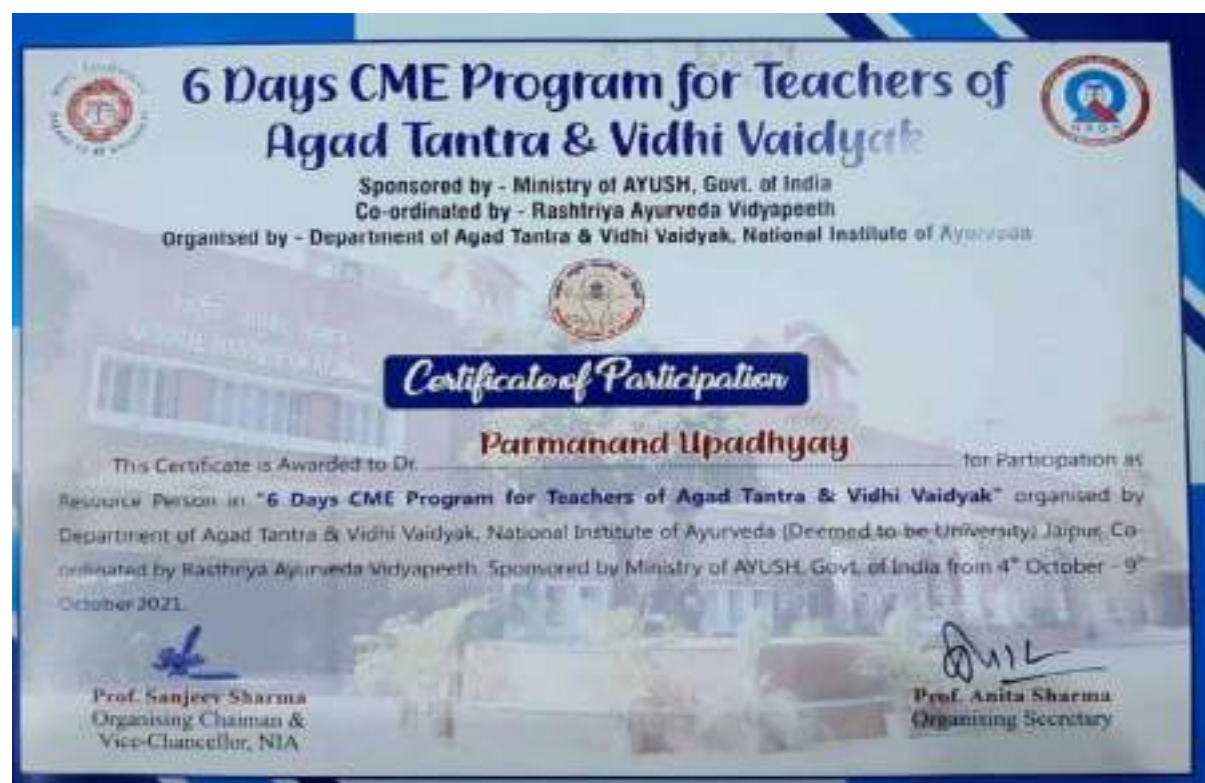 6 Days CME Program for Teachers of
Agad Tantra & Vidhi Vaidyak
Sponsored by - Ministry of AYUSH, Govt. of India
Co-ordinated by - Rashtriya Ayurveda Vidyapeeth
Organised by - Department of Agad Tantra & Vidhi Vaidyak, National Institute of Ayurveda
Certificate of Participation
Parmanand Upadhyay
This Certificate is Awarded to Dr. for Participation as
Resource Person in "6 Days CME Program for Teachers of Agad Tantra & Vidhi Vaidyak" organised by
Department of Agad Tantra & Vidhi Vaidyak, National Institute of Ayurveda (Deemed to be University) Jaipur, Co-
ordinated by Rasthriya Ayurveda Vidyapeeth. Sponsored by Ministry of AYUSH, Govt. of India from 4th October - 9th
October 2021.
Prof. Sanjeev Sharma
Organising Chaiman &
Vice-Chancellor, NIA
Prof. Anita Sharma
Organising Secretary